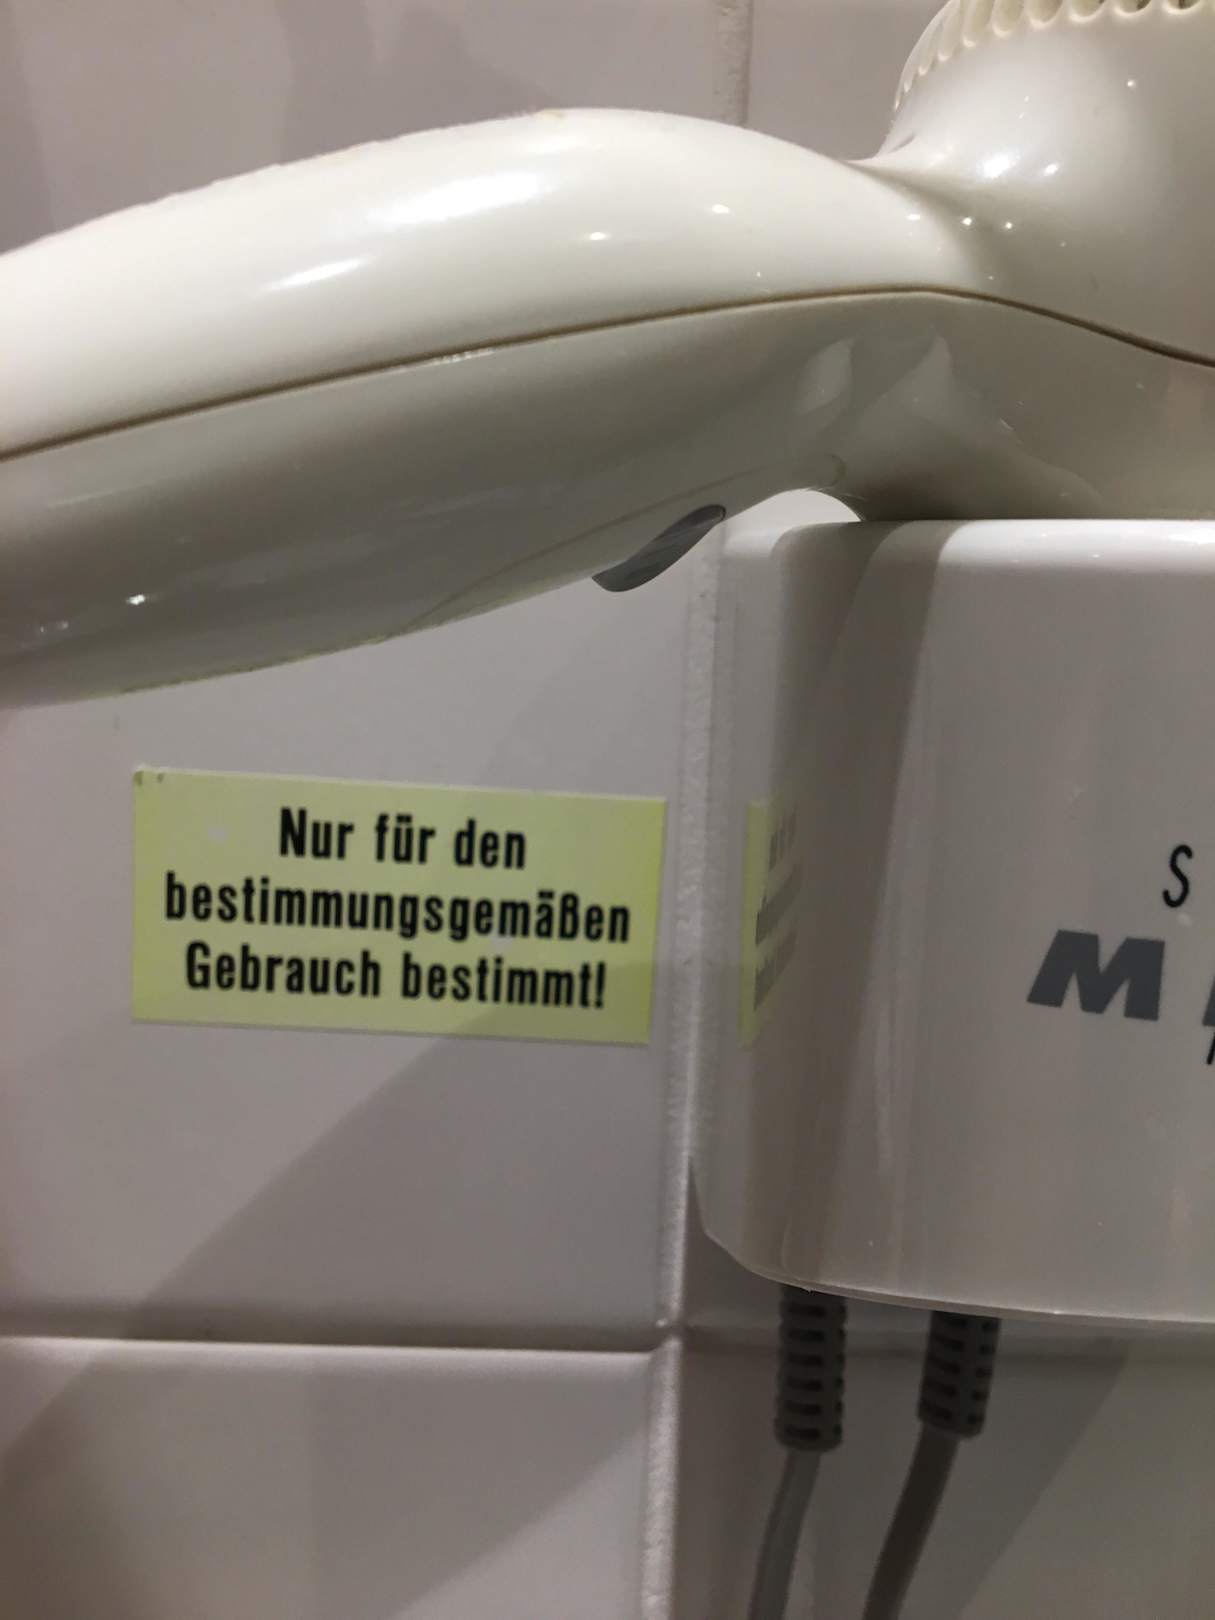 Nur für den
bestimmungsgemäßen
Gebrauch bestimmt!